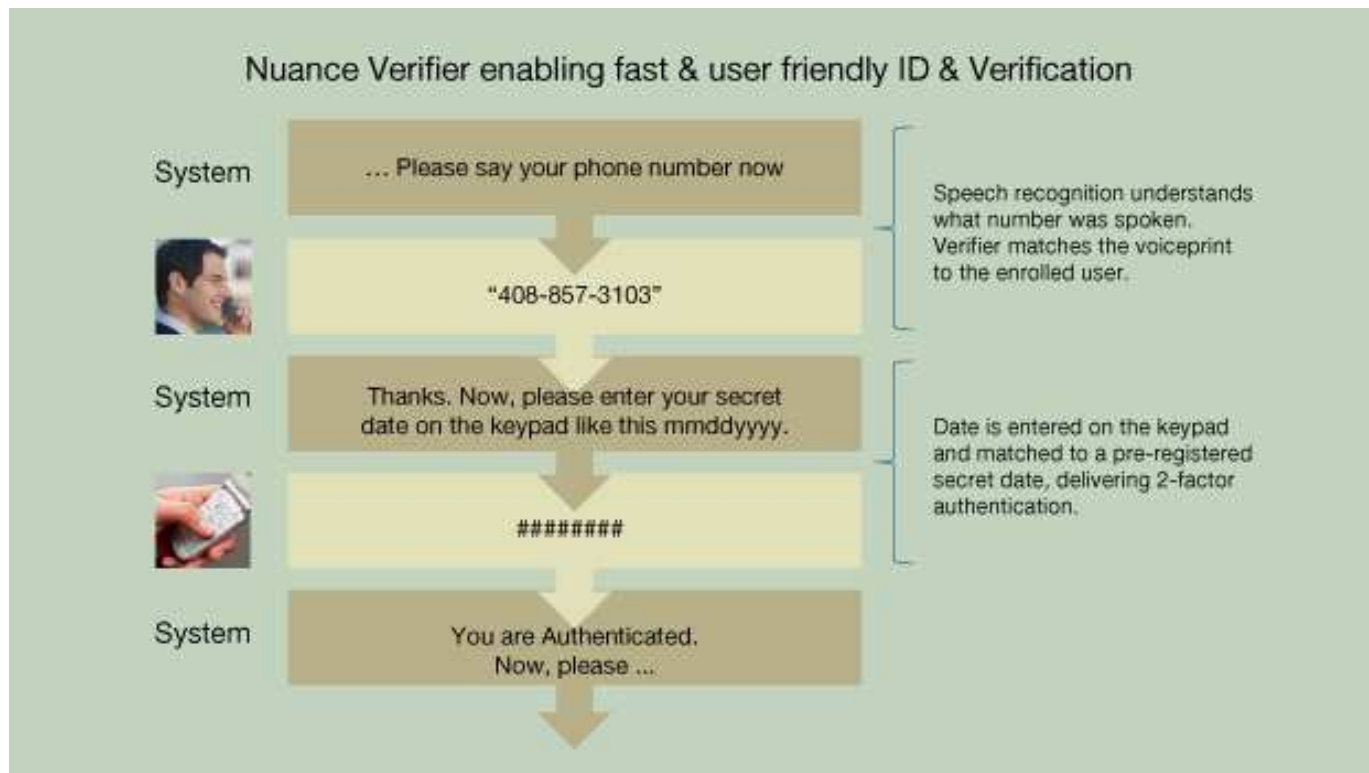 Nuance Verifier enabling fast & user friendly ID & Verification
System
... Please say your phone number now
“408-857-3103”
Speech recognition understands
what number was spoken.
Verifier matches the voiceprint
to the enrolled user.
System
Thanks. Now, please enter your secret
date on the keypad like this mmddyyyy.
########
Date is entered on the keypad
and matched to a pre-registered
secret date, delivering 2-factor
authentication.
System
You are Authenticated.
Now, please ...